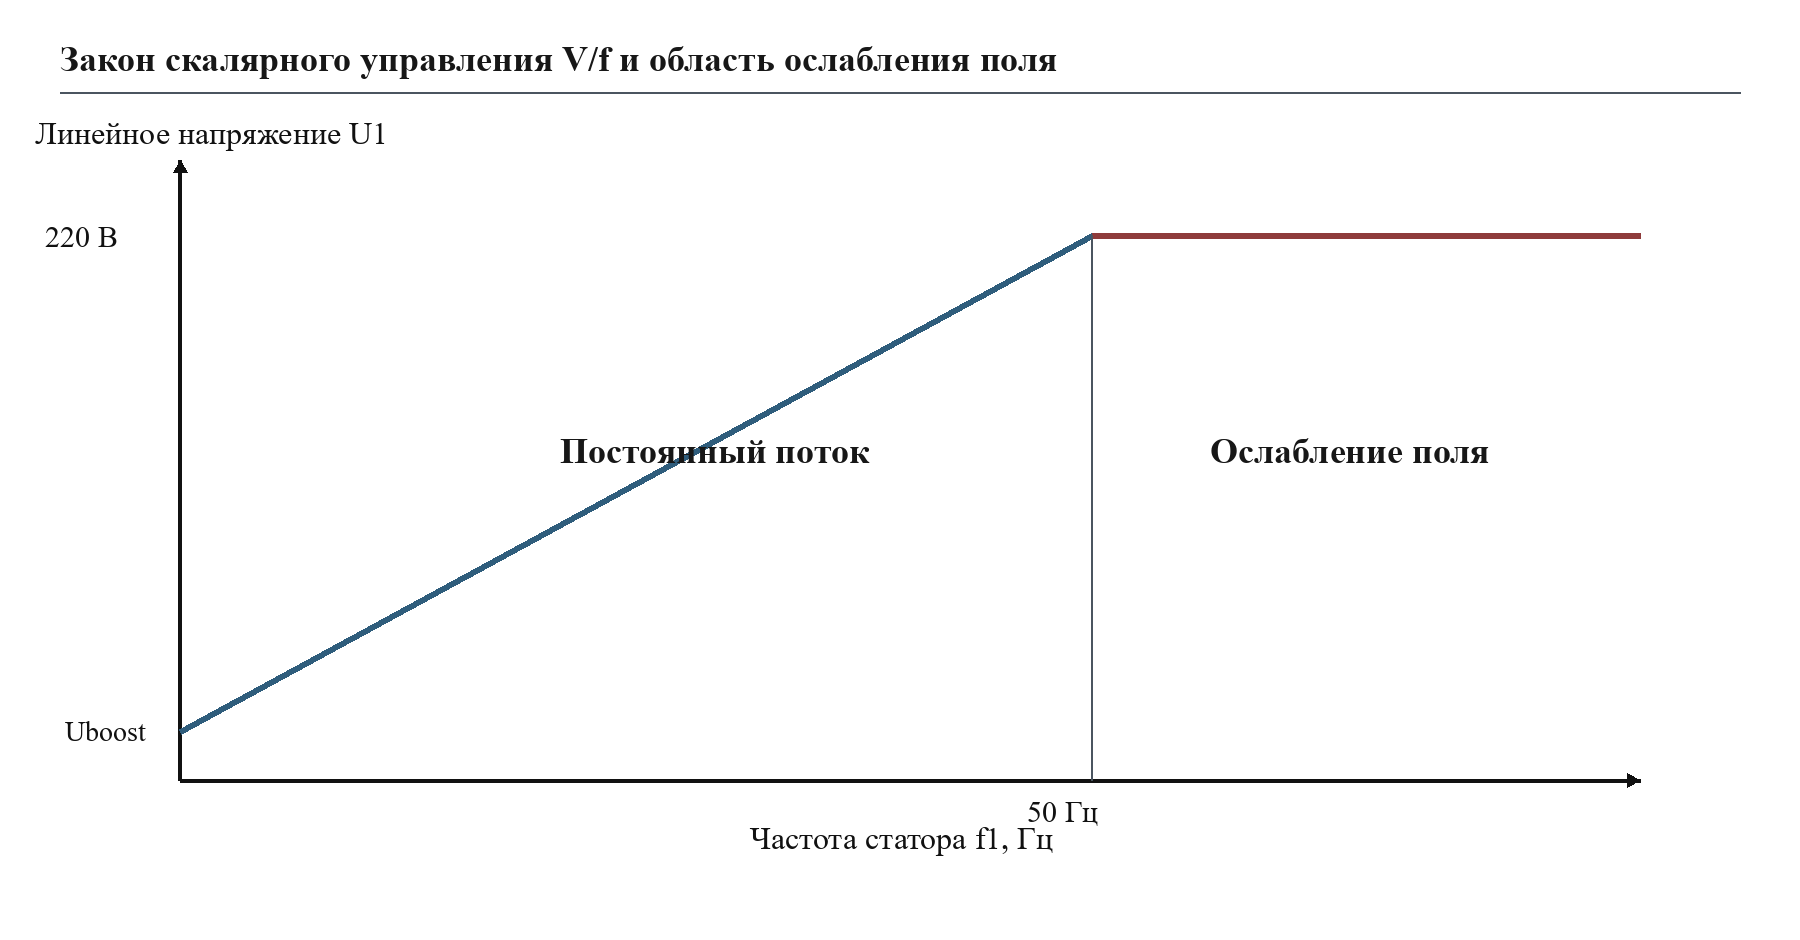 Закон скалярного управления V/f и область ослабления поля
Линейное напряжение U1
220 В
Постоянный поток
Ослабление поля
Uboost
50 Гц
Частота статора f1, Гц